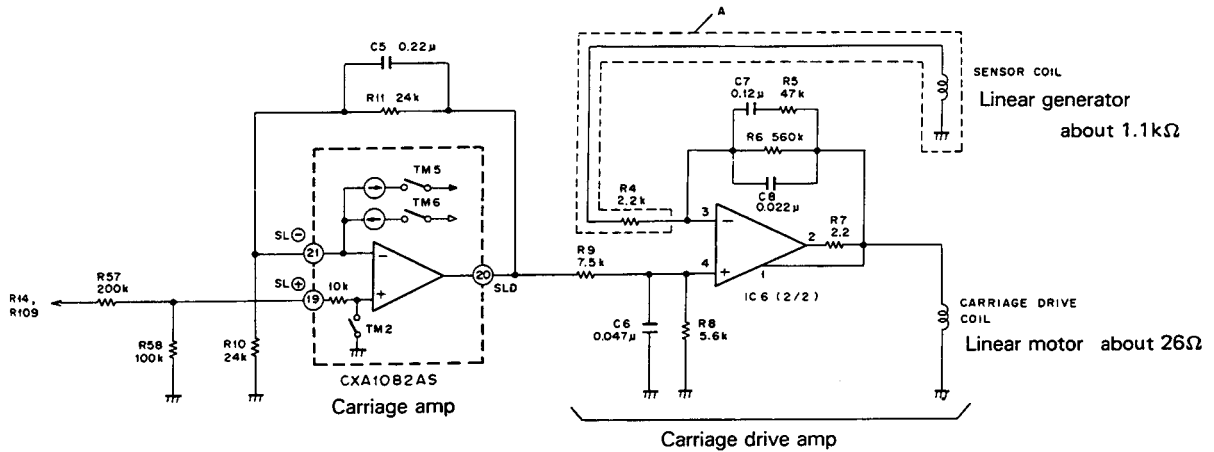 A
C5 0.22μ
R11 24k
SENSOR COIL
Linear generator
about 1.1kΩ
C7
0.12μ
R5
47k
R6 560k
C8
0.022μ
TM5
TM6
R4
2.2k
3
−
2
R7
2.2
4
+
1
IC6 (2/2)
SL⊖
21
−
20
SLD
R9
7.5k
R57
200k
SL⊕
19
10k
+
R14,
R109
TM2
C6
0.047μ
R8
5.6k
CARRIAGE DRIVE
COIL
Linear motor about 26Ω
R58
100k
R10
24k
CXA1082AS
Carriage amp
Carriage drive amp